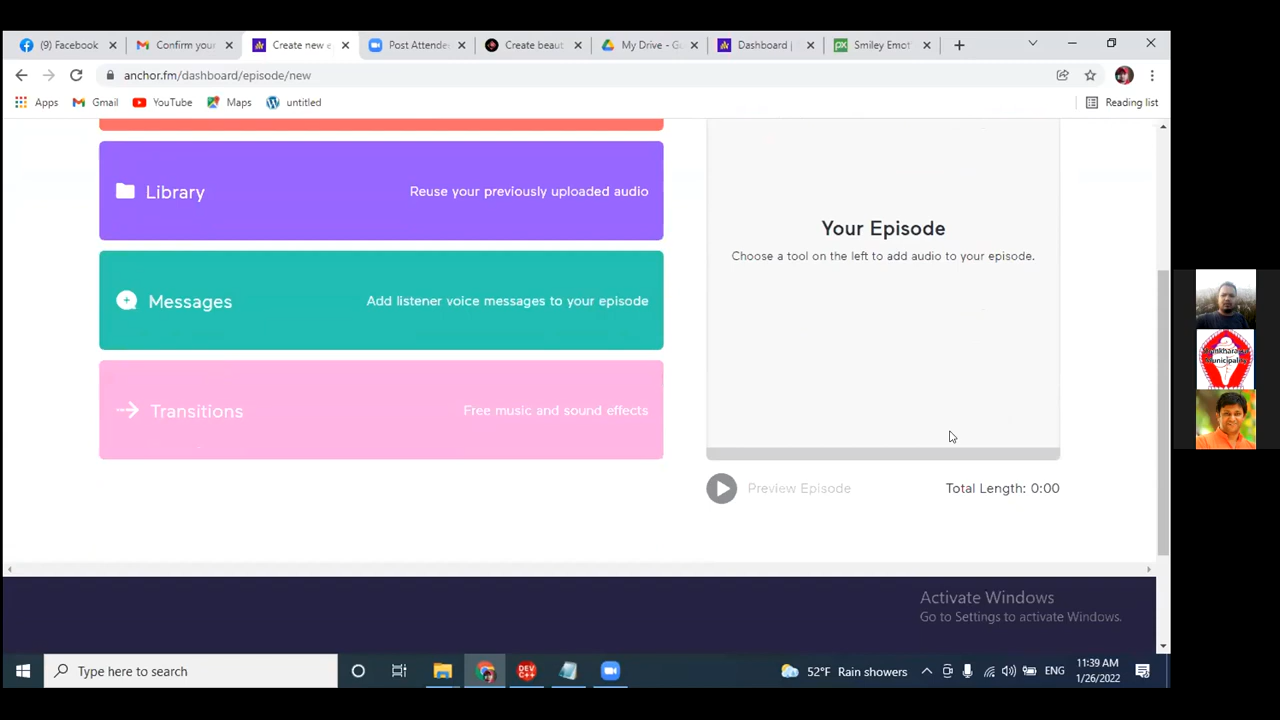 (9) Facebook
Confirm your
Create new e
Post Attende
Create beaut
My Drive - G
Dashboard |
Smiley Emot
anchor.fm/dashboard/episode/new
Apps
Gmail
YouTube
Maps
untitled
Reading list
Library
Reuse your previously uploaded audio
Messages
Add listener voice messages to your episode
Transitions
Free music and sound effects
Your Episode
Choose a tool on the left to add audio to your episode.
Preview Episode
Total Length: 0:00
Activate Windows
Go to Settings to activate Windows.
Type here to search
DEV
C++
52°F Rain showers
ENG
11:39 AM
1/26/2022
Municipality